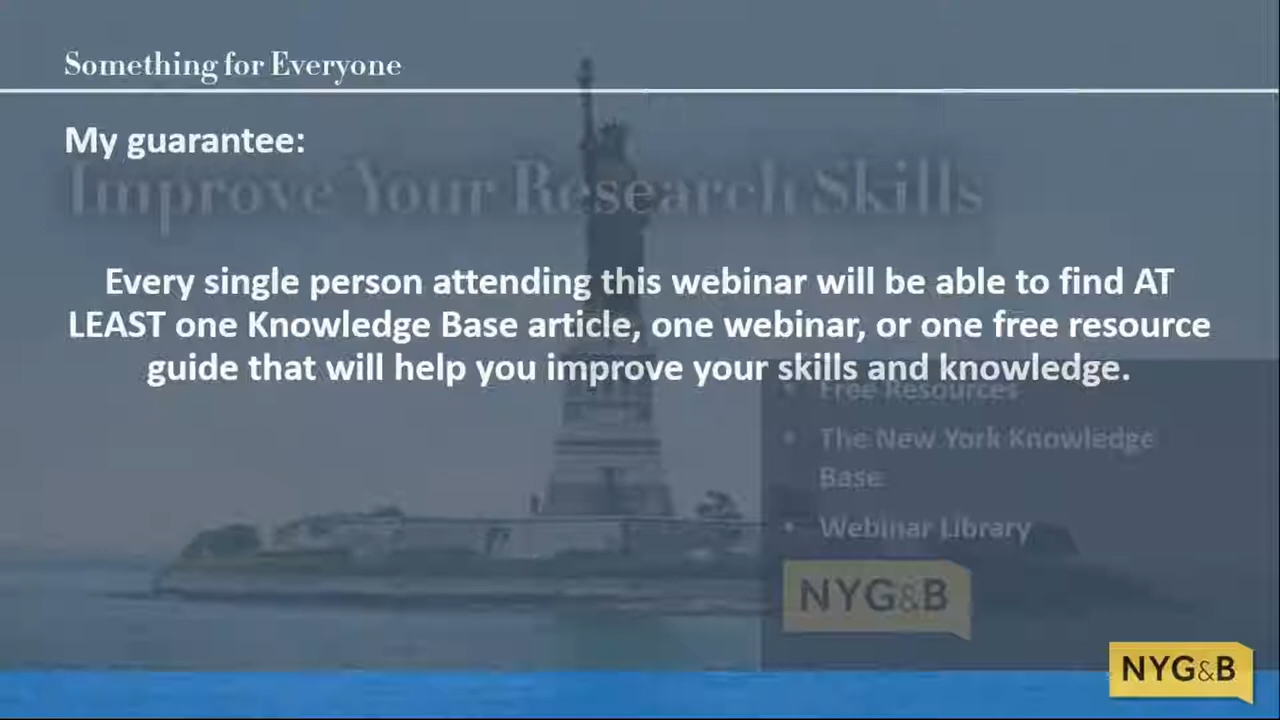 Something for Everyone
My guarantee:
Improve Your Research Skills
Every single person attending this webinar will be able to find AT
LEAST one Knowledge Base article, one webinar, or one free resource
guide that will help you improve your skills and knowledge.
• Free Resources
• The New York Knowledge
Base
• Webinar Library
NYG&B
NYG&B